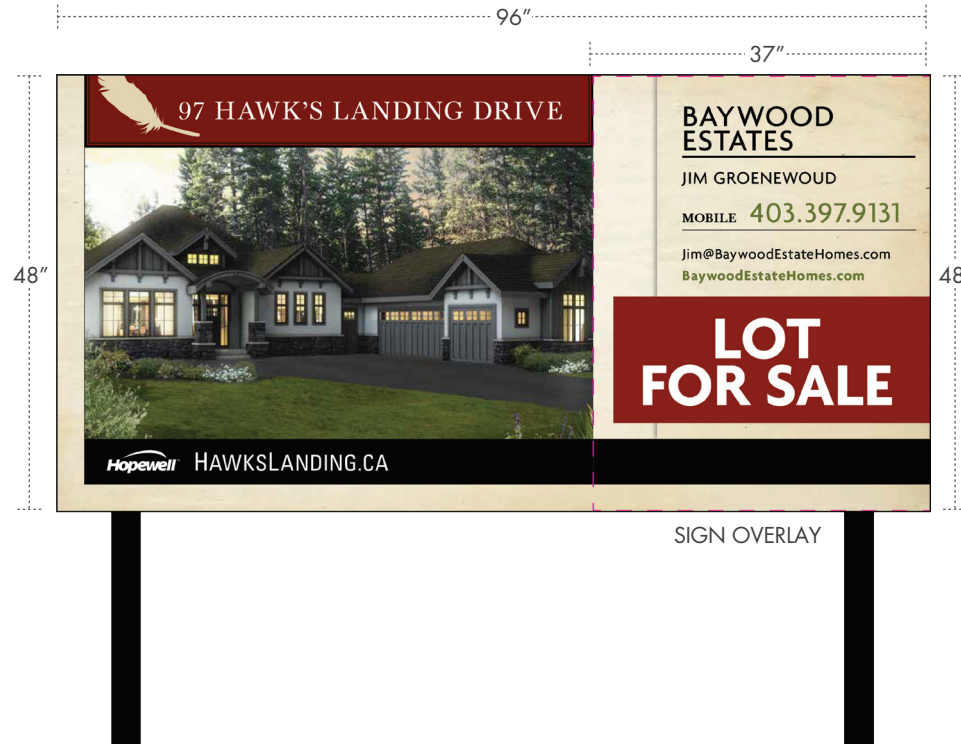 96”
37”
97 HAWK’S LANDING DRIVE
BAYWOOD
ESTATES
JIM GROENEWOUD
MOBILE 403.397.9131
Jim@BaywoodEstateHomes.com
BaywoodEstateHomes.com
48”
48
LOT
FOR SALE
Hopewell HAWKSLANDING.CA
SIGN OVERLAY